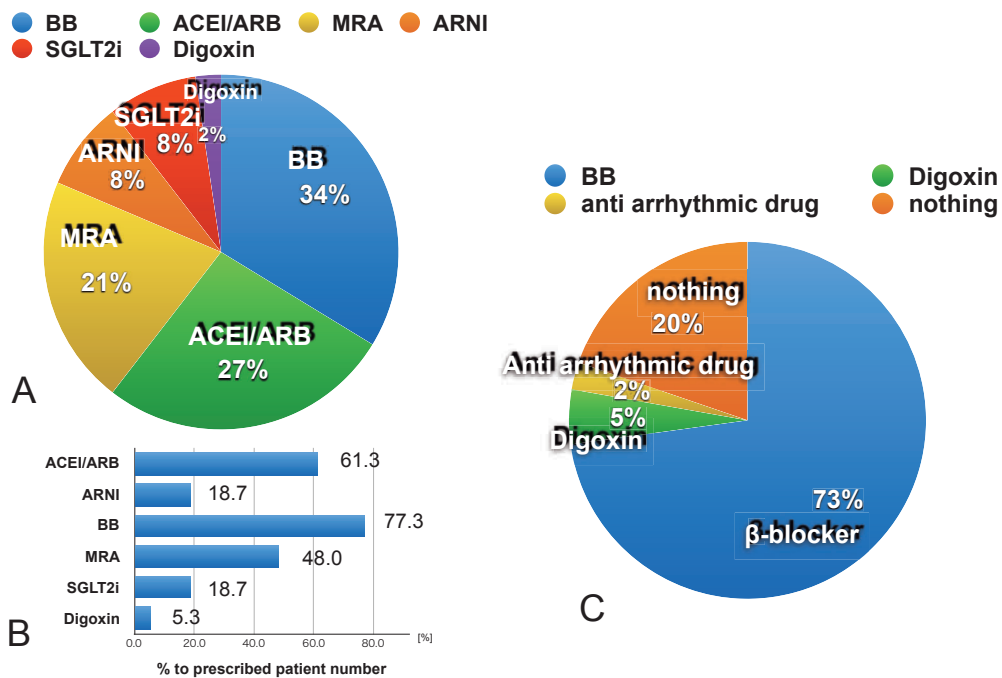 BB ACEI/ARB MRA ARNI
SGLT2i Digoxin
Digoxin
2%
SGLT2i
8%
ARNI
8%
BB
34%
MRA
21%
ACEI/ARB
27%
A
ACEI/ARB 61.3
ARNI 18.7
BB 77.3
MRA 48.0
SGLT2i 18.7
Digoxin 5.3
0.0 20.0 40.0 60.0 80.0 [%]
% to prescribed patient number
B
BB Digoxin
anti arrhythmic drug nothing
nothing
20%
Anti arrhythmic drug
2%
5%
Digoxin
73%
β-blocker
C